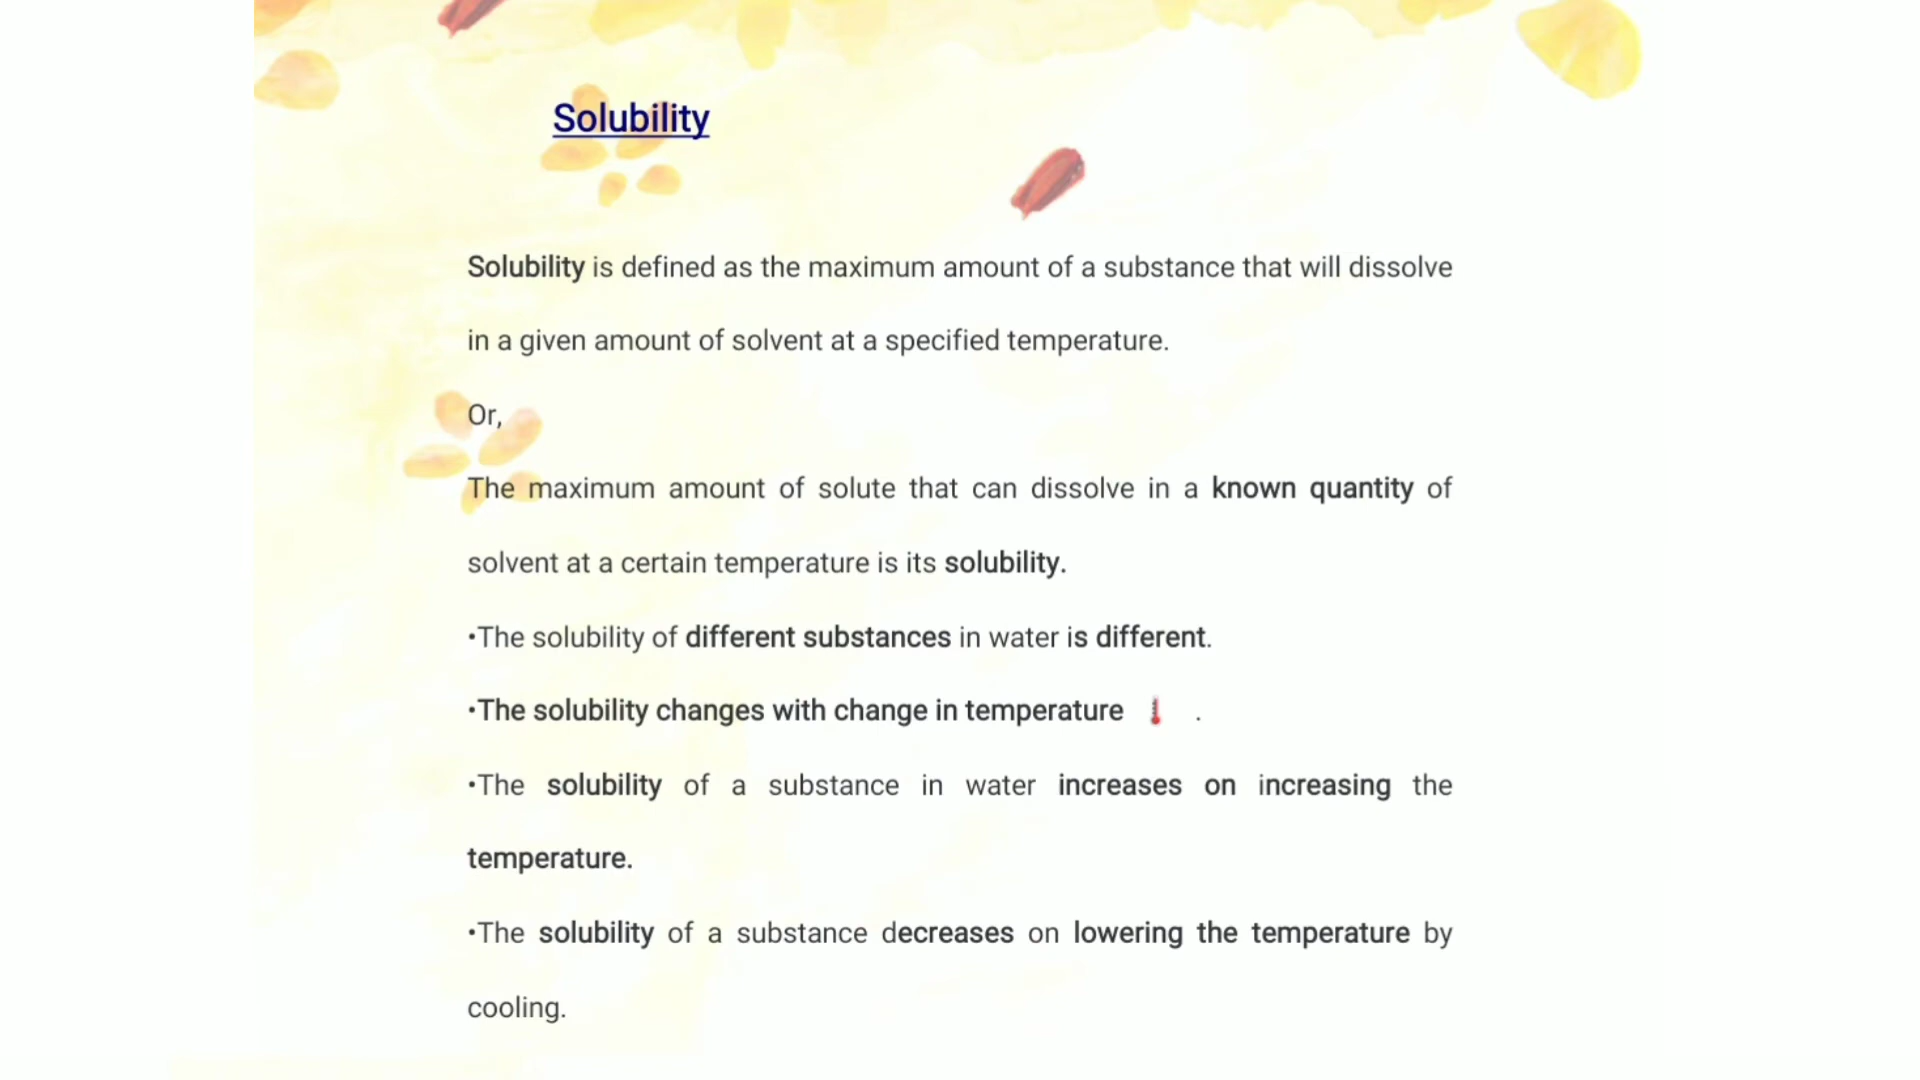 Solubility
Solubility is defined as the maximum amount of a substance that will dissolve
in a given amount of solvent at a specified temperature.
Or,
The maximum amount of solute that can dissolve in a known quantity of
solvent at a certain temperature is its solubility.
•The solubility of different substances in water is different.
•The solubility changes with change in temperature 🌡 .
•The solubility of a substance in water increases on increasing the
temperature.
•The solubility of a substance decreases on lowering the temperature by
cooling.